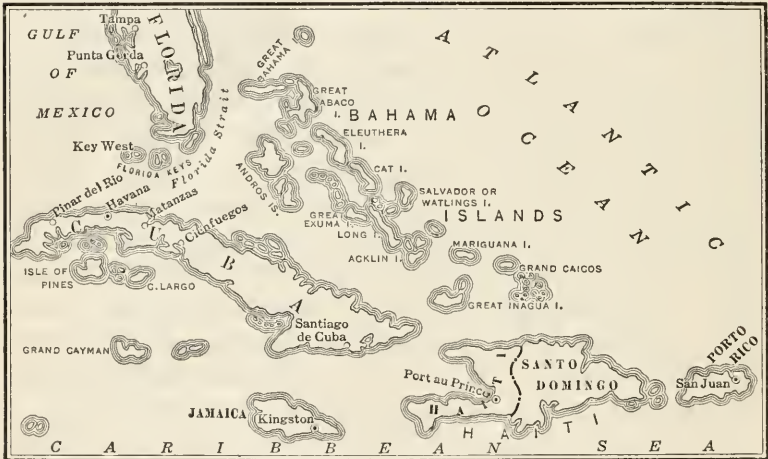 GULF
OF
MEXICO
Tampa
Punta Gorda
FLORIDA
Key West
FLORIDA KEYS
Florida Strait
GREAT
BAHAMA
GREAT
ABACO
I.
BAHAMA
ISLANDS
ATLANTIC
OCEAN
ELEUTHERA
I.
CAT I.
ANDROS IS.
SALVADOR OR
WATLINGS I.
GREAT
EXUMA I.
LONG I.
ACKLIN I.
MARIGUANA I.
GRAND CAICOS
GREAT INAGUA I.
Pinar del Rio
Havana
Matanzas
Cienfuegos
CUBA
ISLE OF
PINES
C. LARGO
Santiago
de Cuba
GRAND CAYMAN
JAMAICA
Kingston
Port au Prince
HAITI
SANTO
DOMINGO
HAITI
PORTO
RICO
San Juan
CARIBBEAN SEA